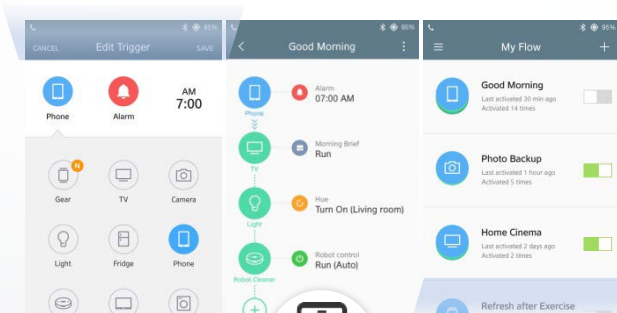 95%
CANCEL
Edit Trigger
SAVE
Phone
Alarm
AM
7:00
N
Gear
TV
Camera
Light
Fridge
Phone
95%
Good Morning
Phone
Alarm
07:00 AM
TV
Morning Brief
Run
Light
Hue
Turn On (Living room)
Robot Cleaner
Robot control
Run (Auto)
95%
My Flow
Good Morning
Last activated 30 min ago
Activated 14 times
Photo Backup
Last activated 1 hour ago
Activated 5 times
Home Cinema
Last activated 2 days ago
Activated 2 times
Refresh after Exercise